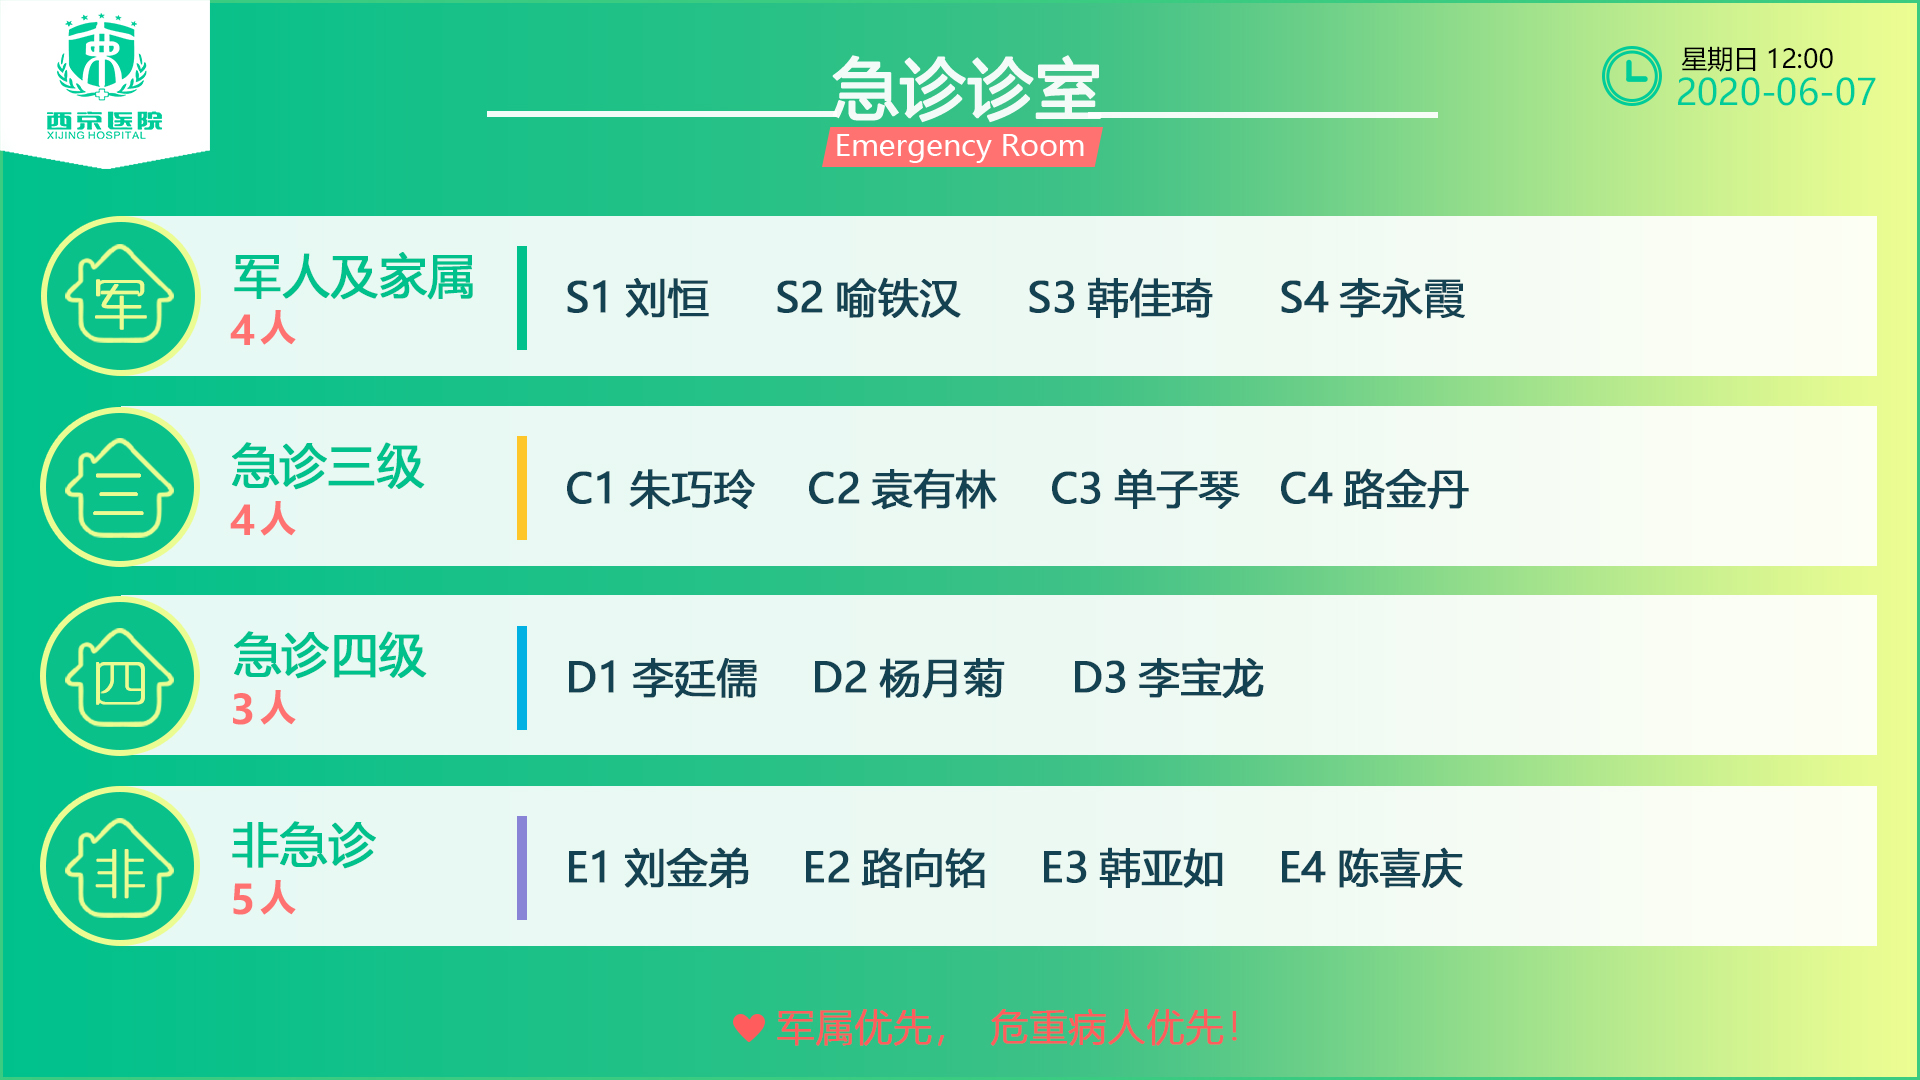 西京医院
XIJING HOSPITAL
急诊诊室
Emergency Room
星期日 12:00
2020-06-07
军
军人及家属
4人
S1 刘恒 S2 喻铁汉 S3 韩佳琦 S4 李永霞
三
急诊三级
4人
C1 朱巧玲 C2 袁有林 C3 单子琴 C4 路金丹
四
急诊四级
3人
D1 李廷儒 D2 杨月菊 D3 李宝龙
非
非急诊
5人
E1 刘金弟 E2 路向铭 E3 韩亚如 E4 陈喜庆
军属优先， 危重病人优先！